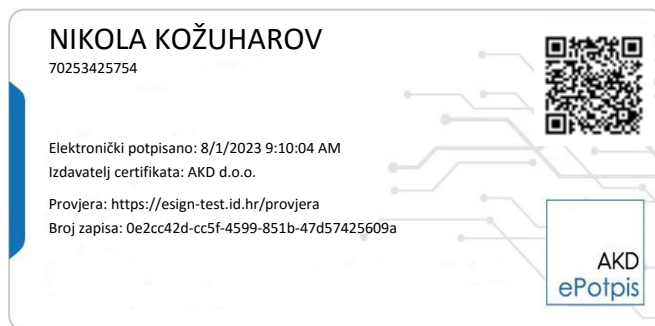 NIKOLA KOŽUHAROV
70253425754
Elektronički potpisano: 8/1/2023 9:10:04 AM
Izdavatelj certifikata: AKD d.o.o.
Provjera: https://esign-test.id.hr/provjera
Broj zapisa: 0e2cc42d-cc5f-4599-851b-47d57425609a
AKD
ePotpis